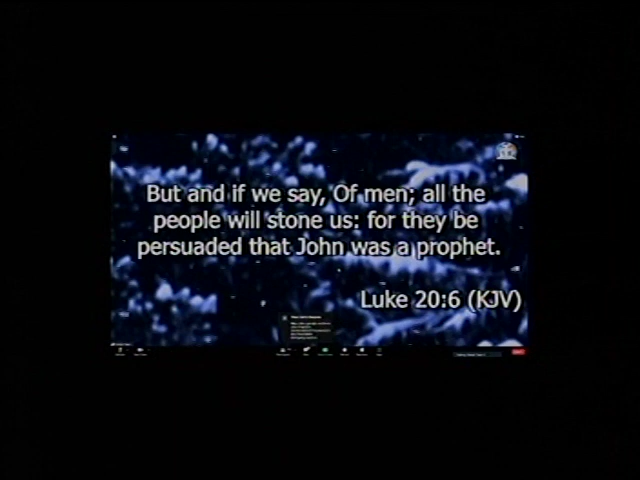 But and if we say, Of men; all the
people will stone us: for they be
persuaded that John was a prophet.
Luke 20:6 (KJV)